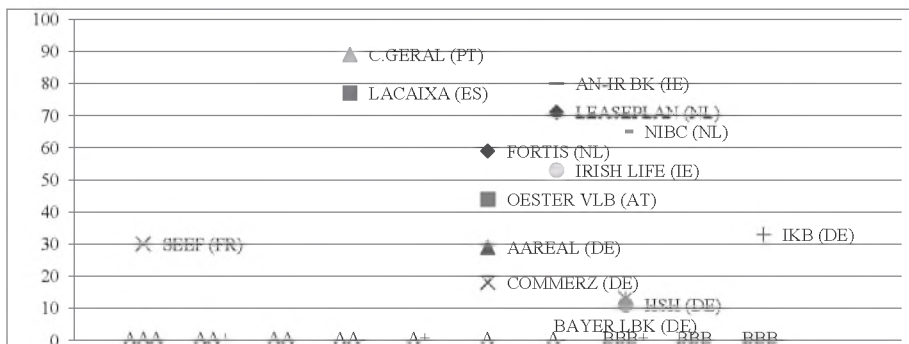 100
90
C.GERAL (PT)
80
AN-IR BK (IE)
LACAIXA (ES)
70
LEASEPLAN (NL)
NIBC (NL)
60
FORTIS (NL)
50
IRISH LIFE (IE)
40
OESTER VLB (AT)
30
SEEF (FR)
AAREAL (DE)
IKB (DE)
20
COMMERZ (DE)
10
HSH (DE)
BAYER LBK (DE)
0
AAA AA+ AA AA- A+ A A- BBB+ BBB BBB-